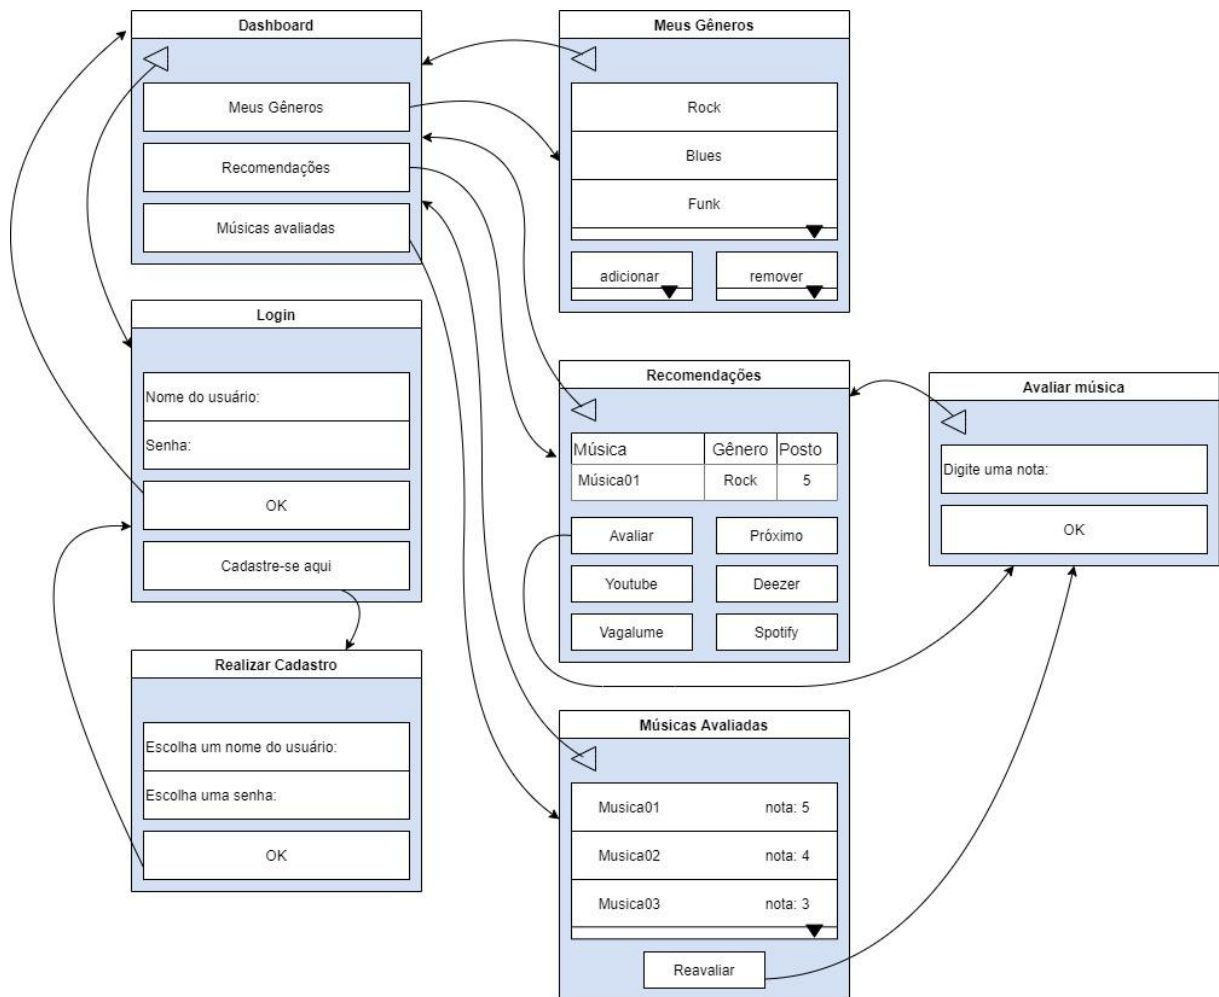 Dashboard
Meus Gêneros
Recomendações
Músicas avaliadas
Login
Nome do usuário:
Senha:
OK
Cadastre-se aqui
Realizar Cadastro
Escolha um nome do usuário:
Escolha uma senha:
OK
Meus Gêneros
Rock
Blues
Funk
adicionar remover
Recomendações
Música Gênero Posto
Música01 Rock 5
Avaliar Próximo
Youtube Deezer
Vagalume Spotify
Músicas Avaliadas
Musica01 nota: 5
Musica02 nota: 4
Musica03 nota: 3
Reavaliar
Avaliar música
Digite uma nota:
OK